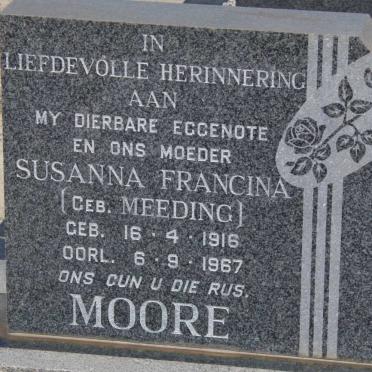 IN
LIEFDEVOLLE HERINNERING
AAN
MY DIERBARE EGGENOTE
EN ONS MOEDER
SUSANNA FRANCINA
[GEB. MEEDING]
GEB. 16·4·1916
OORL. 6·9·1967
ONS GUN U DIE RUS.
MOORE